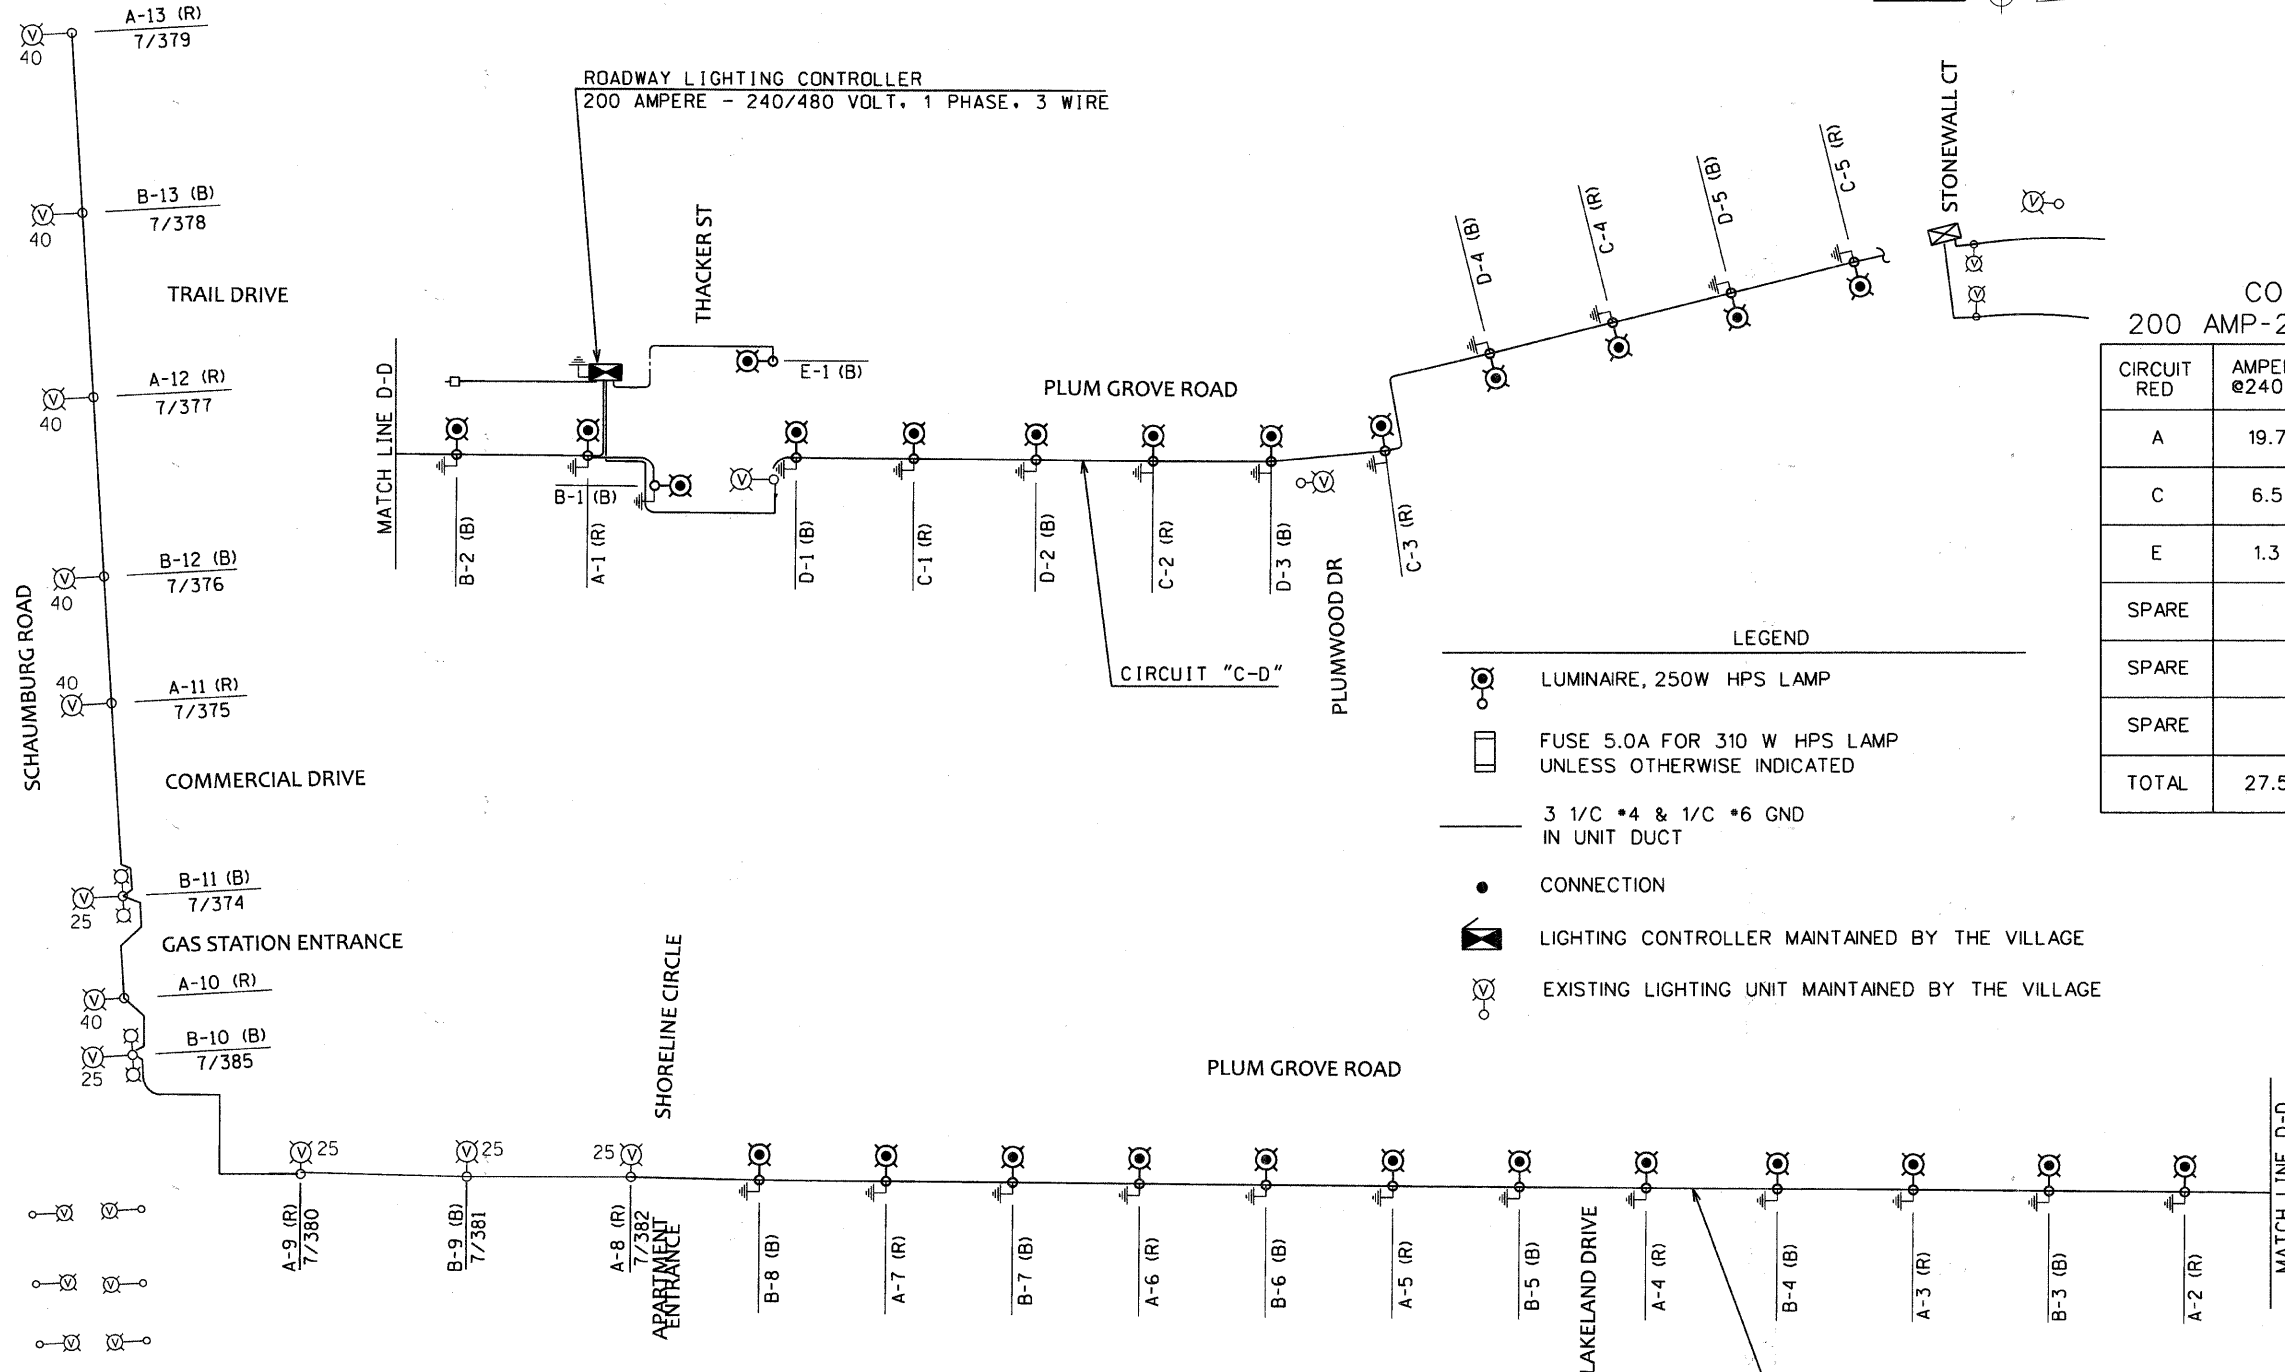 A-13 (R)
7/379
40
B-13 (B)
7/378
40
TRAIL DRIVE
A-12 (R)
7/377
40
B-12 (B)
7/376
40
SCHAUMBURG ROAD
A-11 (R)
7/375
40
COMMERCIAL DRIVE
B-11 (B)
7/374
25
GAS STATION ENTRANCE
A-10 (R)
40
B-10 (B)
7/385
25
ROADWAY LIGHTING CONTROLLER
200 AMPERE - 240/480 VOLT, 1 PHASE, 3 WIRE
THACKER ST
MATCH LINE D-D
E-1 (B)
B-2 (B)
A-1 (R)
B-1 (B)
D-1 (B)
C-1 (R)
D-2 (B)
C-2 (R)
D-3 (B)
C-3 (R)
PLUM GROVE ROAD
D-4 (B)
C-4 (R)
D-5 (B)
C-5 (R)
STONEWALL CT
PLUMWOOD DR
CIRCUIT "C-D"
LEGEND
LUMINAIRE, 250W HPS LAMP
FUSE 5.0A FOR 310 W HPS LAMP
UNLESS OTHERWISE INDICATED
3 1/C #4 & 1/C #6 GND
IN UNIT DUCT
CONNECTION
LIGHTING CONTROLLER MAINTAINED BY THE VILLAGE
V EXISTING LIGHTING UNIT MAINTAINED BY THE VILLAGE
CO
200 AMP-2
CIRCUIT
RED
AMPE
@240
A 19.7
C 6.5
E 1.3
SPARE
SPARE
SPARE
TOTAL 27.5
SHORELINE CIRCLE
PLUM GROVE ROAD
25
25
25
A-9 (R)
7/380
B-9 (B)
7/381
A-8 (R)
7/382
APARTMENT
ENTRANCE
B-8 (B)
A-7 (R)
B-7 (B)
A-6 (R)
B-6 (B)
A-5 (R)
B-5 (B)
LAKELAND DRIVE
A-4 (R)
B-4 (B)
A-3 (R)
B-3 (B)
A-2 (R)
MATCH LINE D-D